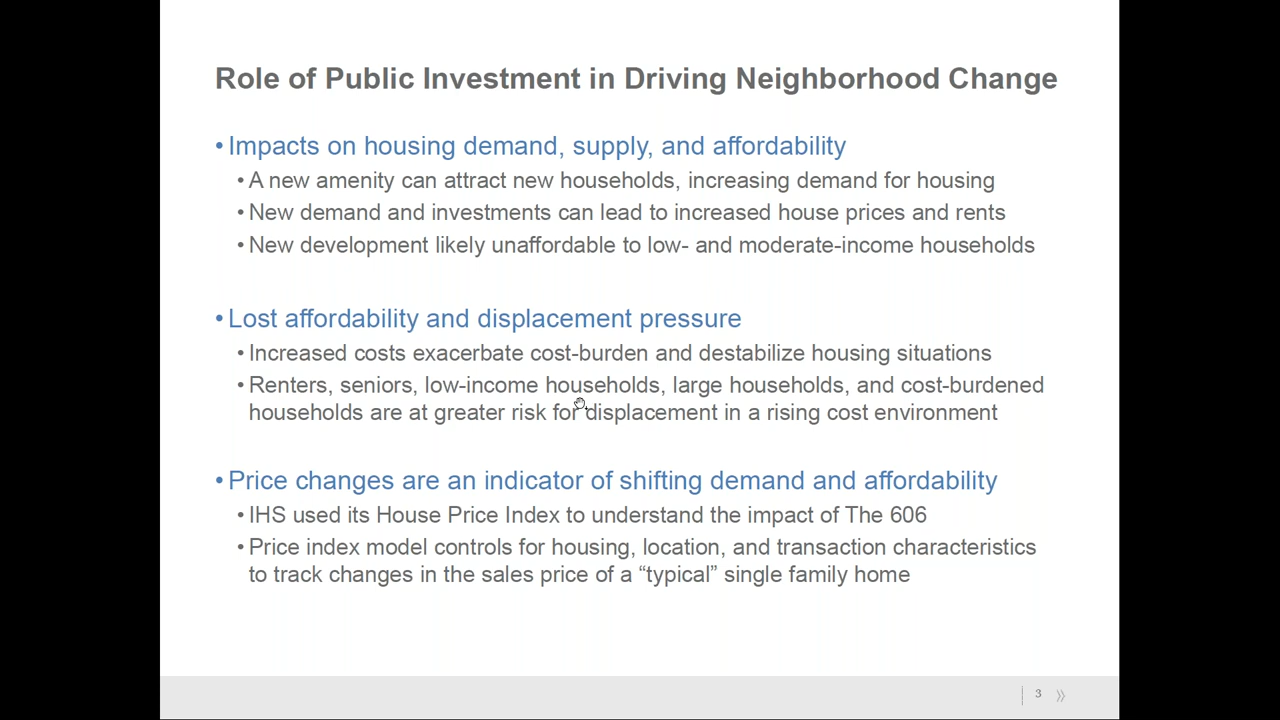 Role of Public Investment in Driving Neighborhood Change
• Impacts on housing demand, supply, and affordability
• A new amenity can attract new households, increasing demand for housing
• New demand and investments can lead to increased house prices and rents
• New development likely unaffordable to low- and moderate-income households
• Lost affordability and displacement pressure
• Increased costs exacerbate cost-burden and destabilize housing situations
• Renters, seniors, low-income households, large households, and cost-burdened
households are at greater risk for displacement in a rising cost environment
• Price changes are an indicator of shifting demand and affordability
• IHS used its House Price Index to understand the impact of The 606
• Price index model controls for housing, location, and transaction characteristics
to track changes in the sales price of a “typical” single family home
3 »